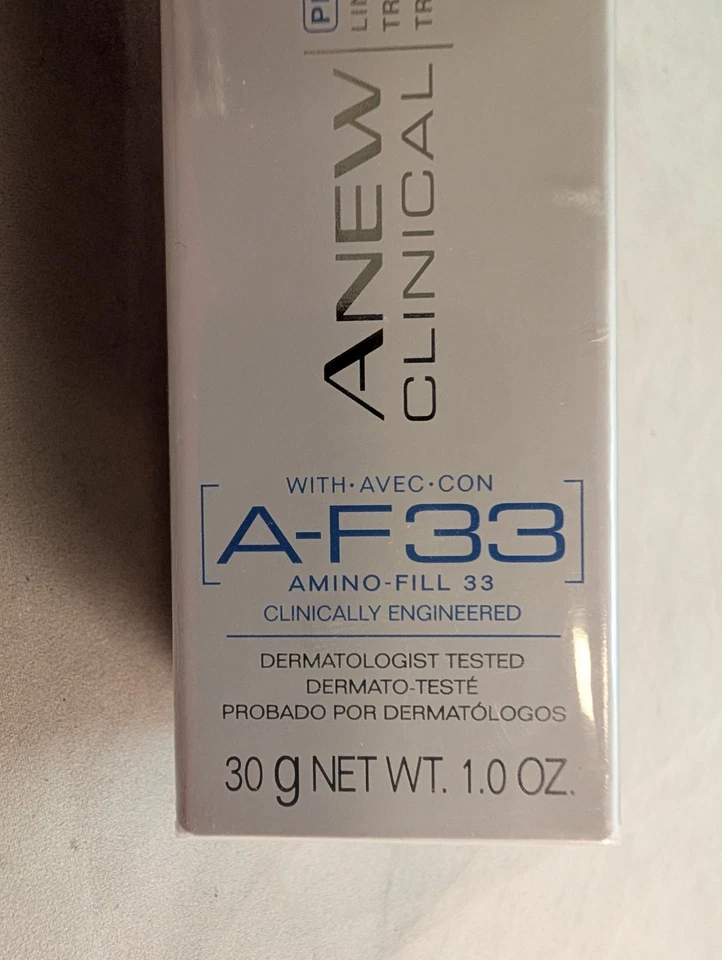 ANEW
CLINICAL
WITH•AVEC•CON
A-F33
AMINO-FILL 33
CLINICALLY ENGINEERED
DERMATOLOGIST TESTED
DERMATO-TESTÉ
PROBADO POR DERMATÓLOGOS
30 g NET WT. 1.0 OZ.